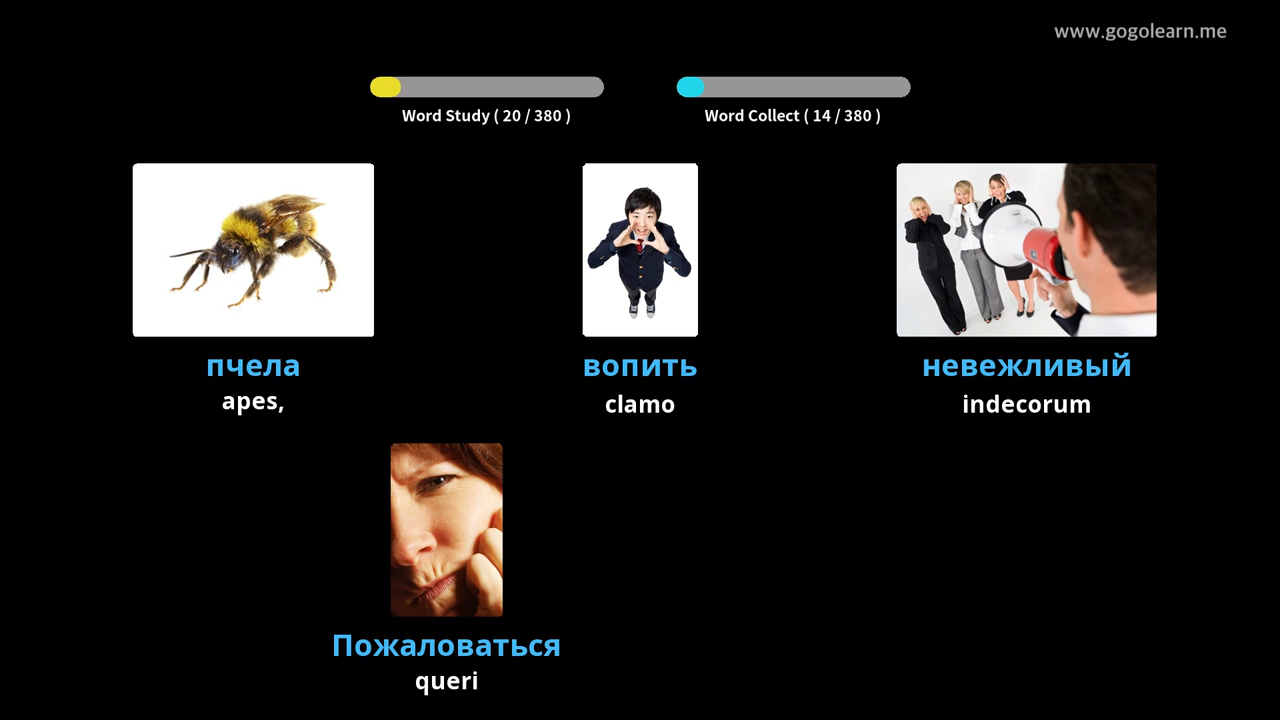 www.gogolearn.me
Word Study ( 20 / 380 )
Word Collect ( 14 / 380 )
пчела
apes,
вопить
clamo
невежливый
indecorum
Пожаловаться
queri